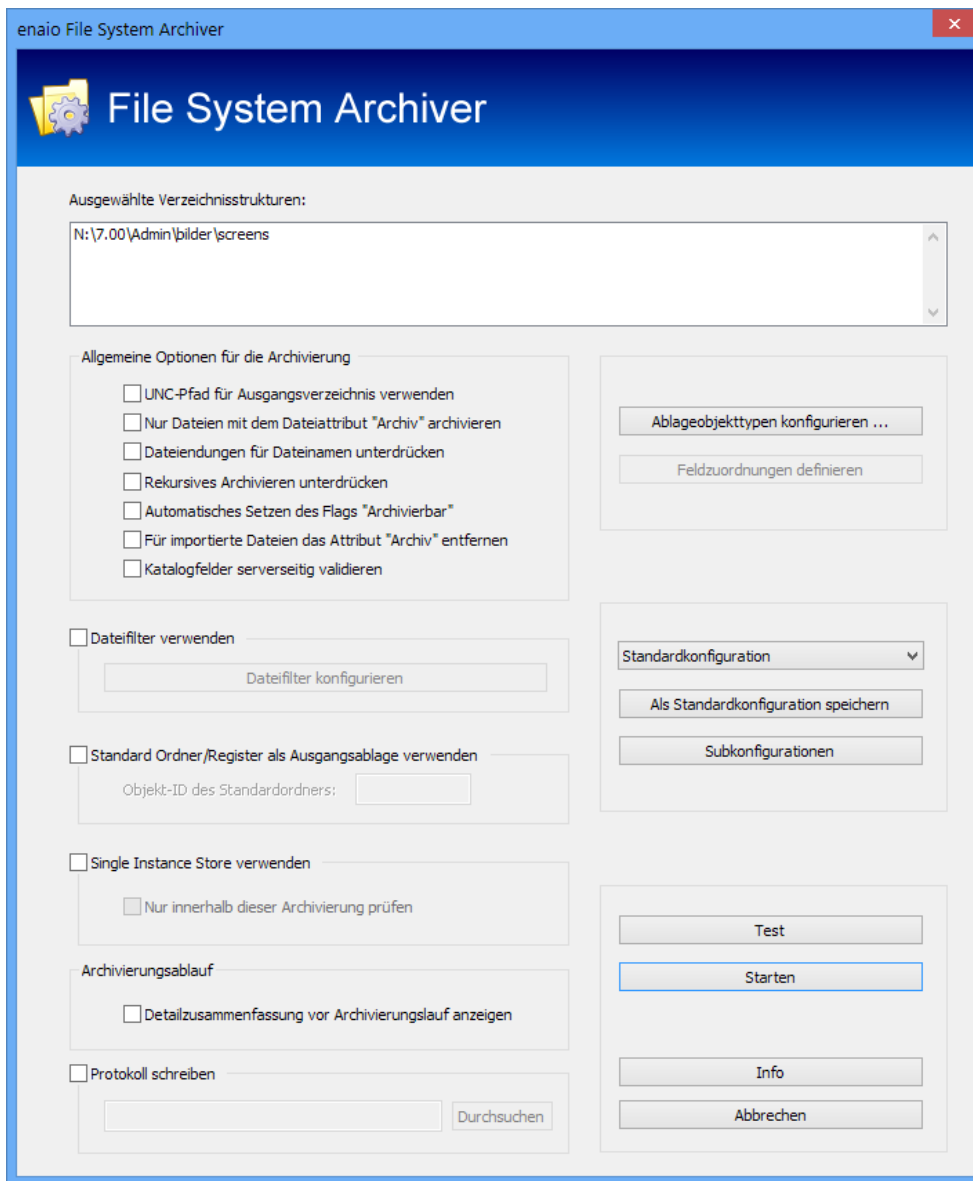 enaio File System Archiver
File System Archiver
Ausgewählte Verzeichnisstrukturen:
N:\7.00\Admin\bilder\screens
Allgemeine Optionen für die Archivierung
UNC-Pfad für Ausgangsverzeichnis verwenden
Nur Dateien mit dem Dateiattribut "Archiv" archivieren
Dateiendungen für Dateinamen unterdrücken
Rekursives Archivieren unterdrücken
Automatisches Setzen des Flags "Archivierbar"
Für importierte Dateien das Attribut "Archiv" entfernen
Katalogfelder serverseitig validieren
Ablageobjekttypen konfigurieren ...
Feldzuordnungen definieren
Dateifilter verwenden
Dateifilter konfigurieren
Standardkonfiguration
Als Standardkonfiguration speichern
Subkonfigurationen
Standard Ordner/Register als Ausgangsablage verwenden
Objekt-ID des Standardordners:
Single Instance Store verwenden
Nur innerhalb dieser Archivierung prüfen
Archivierungsablauf
Detailzusammenfassung vor Archivierungslauf anzeigen
Protokoll schreiben
Durchsuchen
Test
Starten
Info
Abbrechen